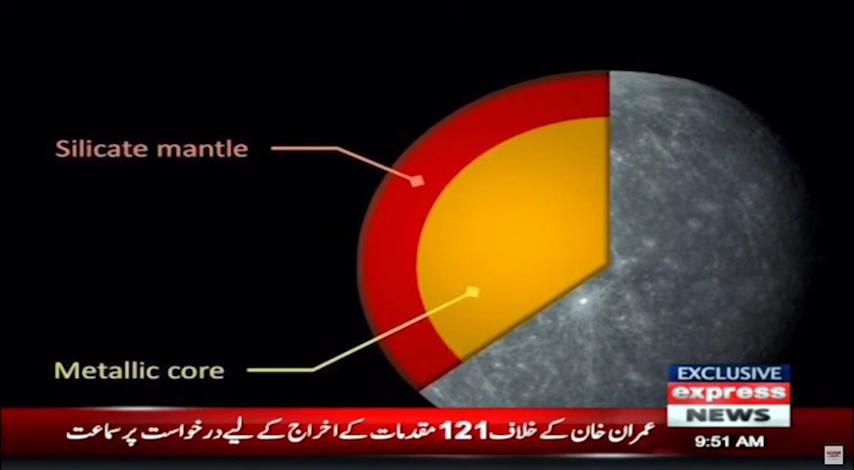 Silicate mantle
Metallic core
EXCLUSIVE
express
NEWS
عمران خان کے خلاف 121 مقدمات کے اخراج کے لیے درخواست پر سماعت
9:51 AM